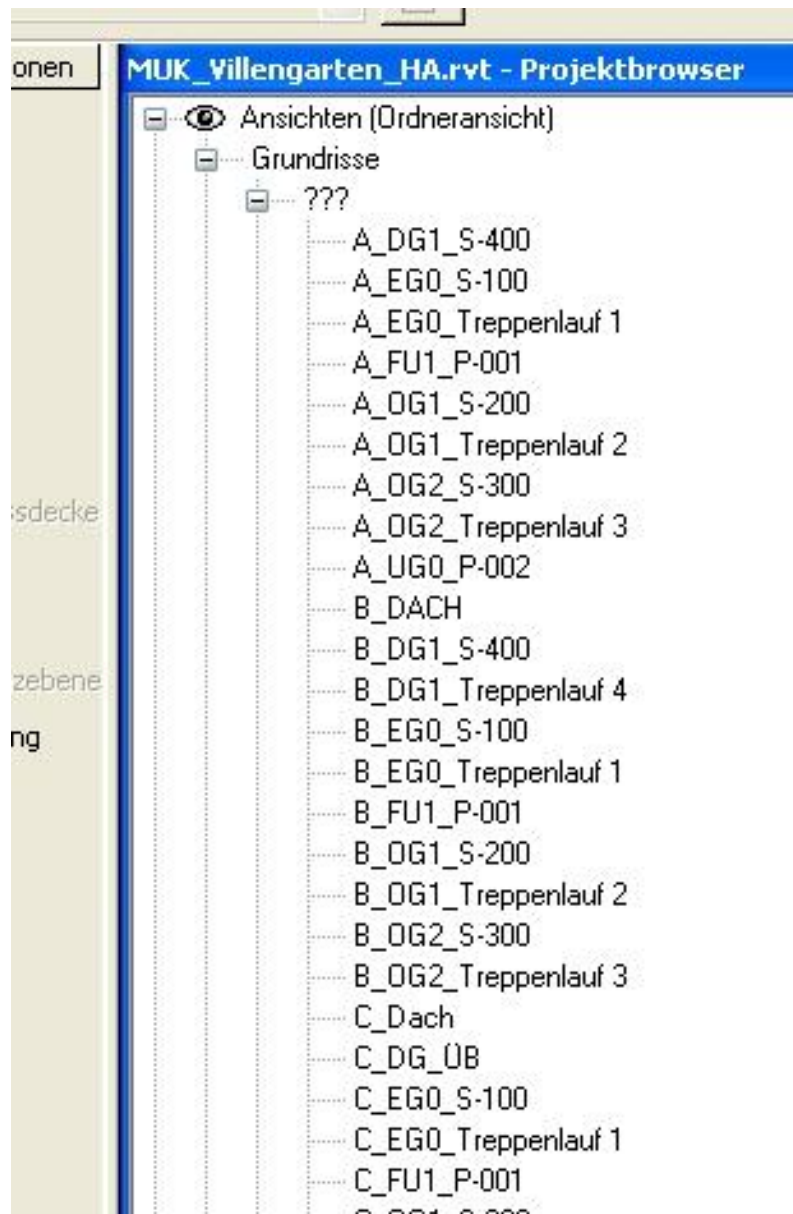 onen
MUK_Villengarten_HA.rvt - Projektbrowser
Ansichten (Ordneransicht)
Grundrisse
???
A_DG1_S-400
A_EG0_S-100
A_EG0_Treppenlauf 1
A_FU1_P-001
A_OG1_S-200
A_OG1_Treppenlauf 2
A_OG2_S-300
ssdecke
A_OG2_Treppenlauf 3
A_UG0_P-002
B_DACH
B_DG1_S-400
zebene
B_DG1_Treppenlauf 4
ng
B_EG0_S-100
B_EG0_Treppenlauf 1
B_FU1_P-001
B_OG1_S-200
B_OG1_Treppenlauf 2
B_OG2_S-300
B_OG2_Treppenlauf 3
C_Dach
C_DG_ÜB
C_EG0_S-100
C_EG0_Treppenlauf 1
C_FU1_P-001